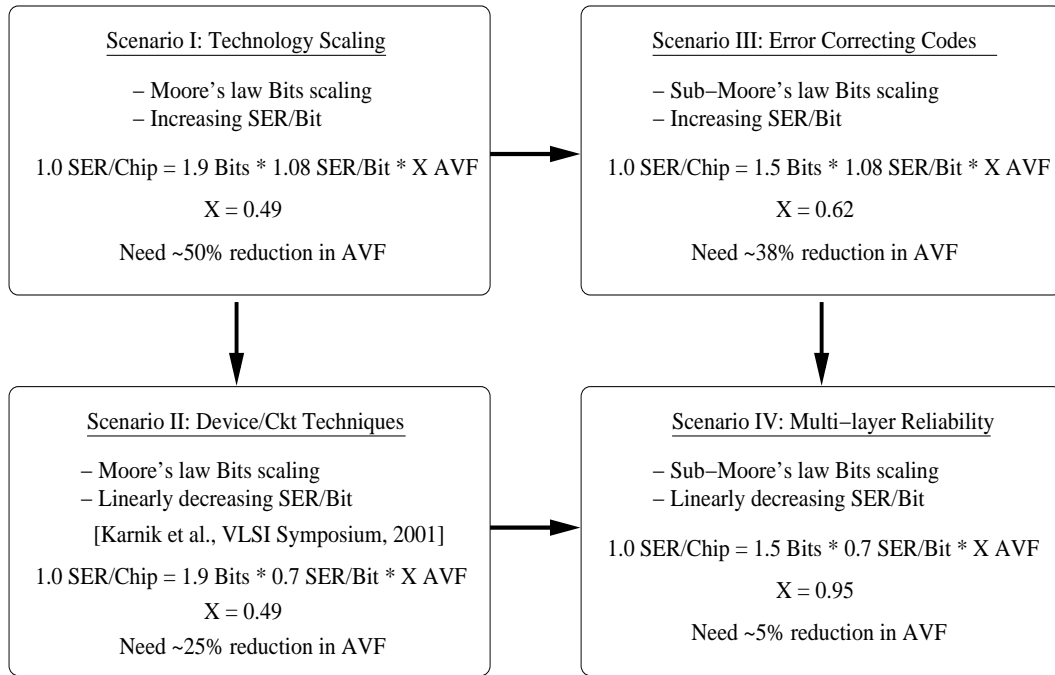 Scenario I: Technology Scaling
– Moore's law Bits scaling
– Increasing SER/Bit
1.0 SER/Chip = 1.9 Bits * 1.08 SER/Bit * X AVF
X = 0.49
Need ~50% reduction in AVF
Scenario III: Error Correcting Codes
– Sub–Moore's law Bits scaling
– Increasing SER/Bit
1.0 SER/Chip = 1.5 Bits * 1.08 SER/Bit * X AVF
X = 0.62
Need ~38% reduction in AVF
Scenario II: Device/Ckt Techniques
– Moore's law Bits scaling
– Linearly decreasing SER/Bit
[Karnik et al., VLSI Symposium, 2001]
1.0 SER/Chip = 1.9 Bits * 0.7 SER/Bit * X AVF
X = 0.49
Need ~25% reduction in AVF
Scenario IV: Multi–layer Reliability
– Sub–Moore's law Bits scaling
– Linearly decreasing SER/Bit
1.0 SER/Chip = 1.5 Bits * 0.7 SER/Bit * X AVF
X = 0.95
Need ~5% reduction in AVF